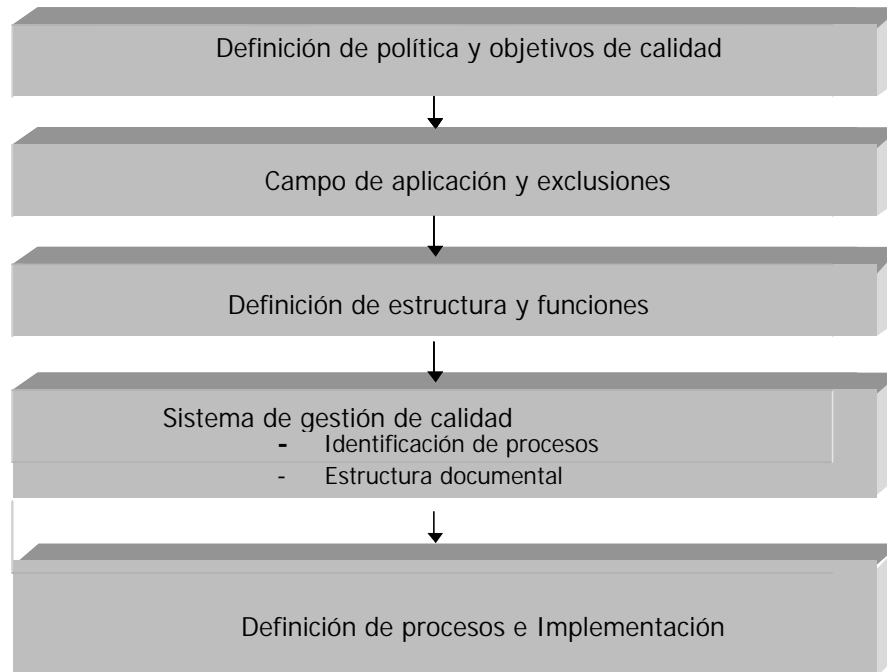 Definición de política y objetivos de calidad
Campo de aplicación y exclusiones
Definición de estructura y funciones
Sistema de gestión de calidad
- Identificación de procesos
- Estructura documental
Definición de procesos e Implementación